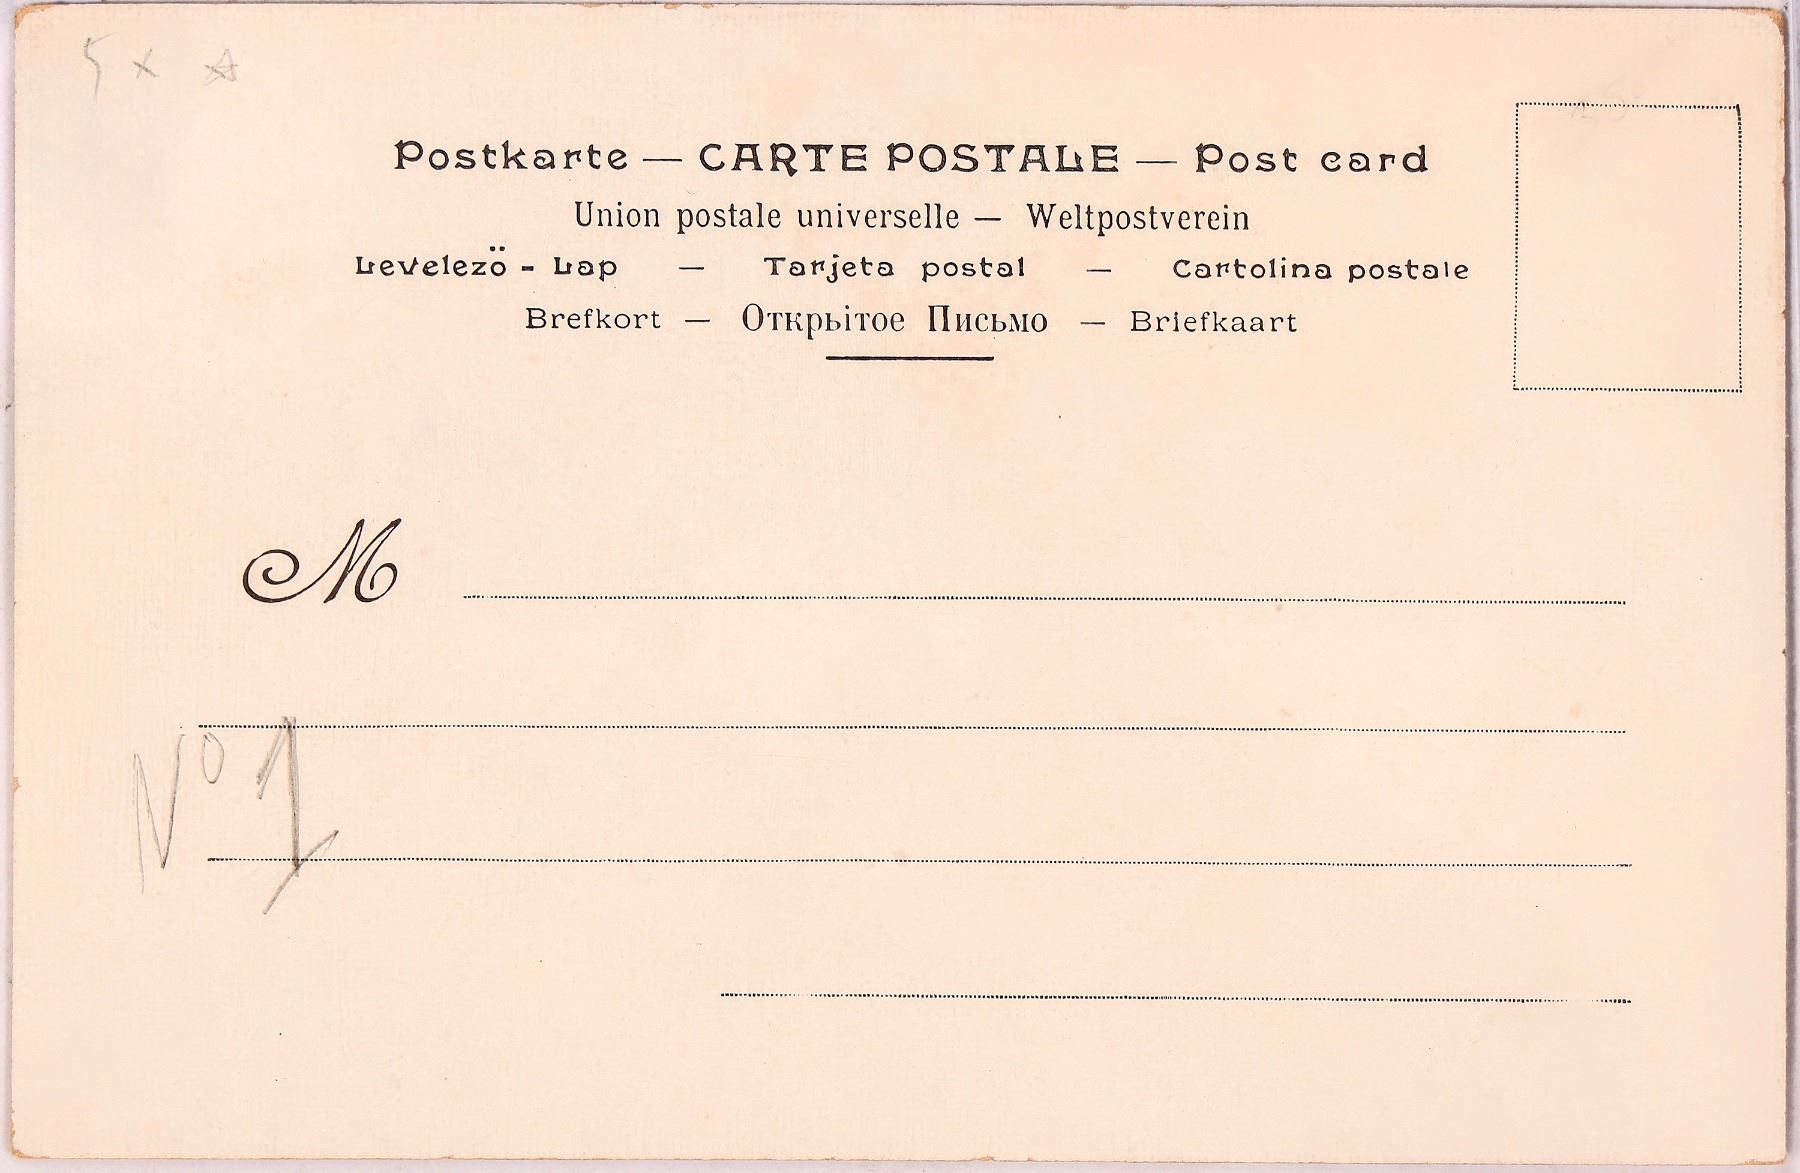 5 x ☆
Postkarte — CARTE POSTALE — Post card
Union postale universelle — Weltpostverein
Levelezö - Lap — Tarjeta postal — Cartolina postale
Brefkort — Открьітое Письмо — Briefkaart
M
No 1